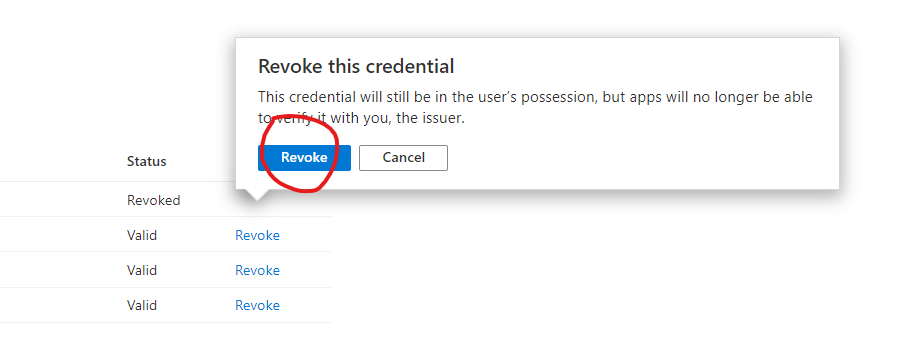 Revoke this credential
This credential will still be in the user's possession, but apps will no longer be able
to verify it with you, the issuer.
Revoke Cancel
Status
Revoked
Valid Revoke
Valid Revoke
Valid Revoke